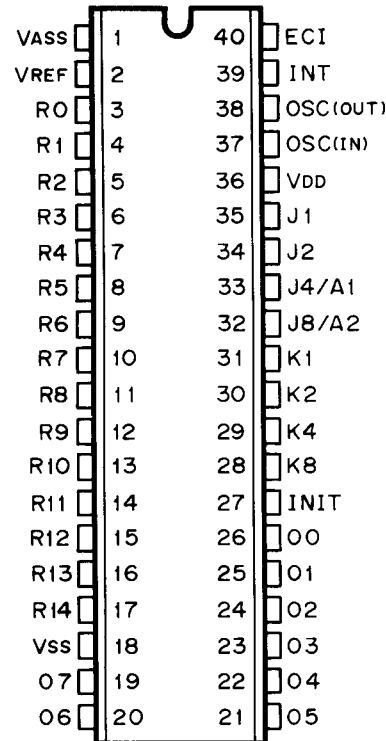 VASS 1 40 ECI
VREF 2 39 INT
R0 3 38 OSC(OUT)
R1 4 37 OSC(IN)
R2 5 36 VDD
R3 6 35 J1
R4 7 34 J2
R5 8 33 J4/A1
R6 9 32 J8/A2
R7 10 31 K1
R8 11 30 K2
R9 12 29 K4
R10 13 28 K8
R11 14 27 INIT
R12 15 26 O0
R13 16 25 O1
R14 17 24 O2
VSS 18 23 O3
O7 19 22 O4
O6 20 21 O5